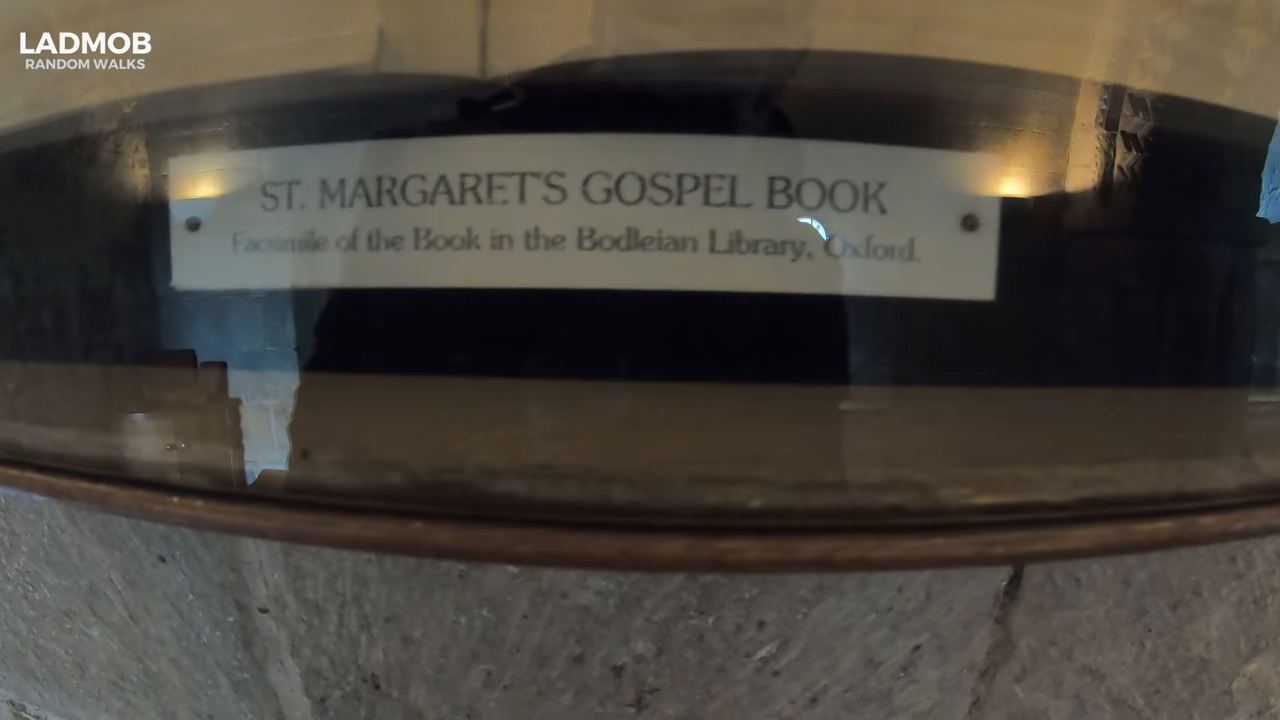 LADMOB
RANDOM WALKS
ST. MARGARET'S GOSPEL BOOK
Facsimile of the Book in the Bodleian Library, Oxford.